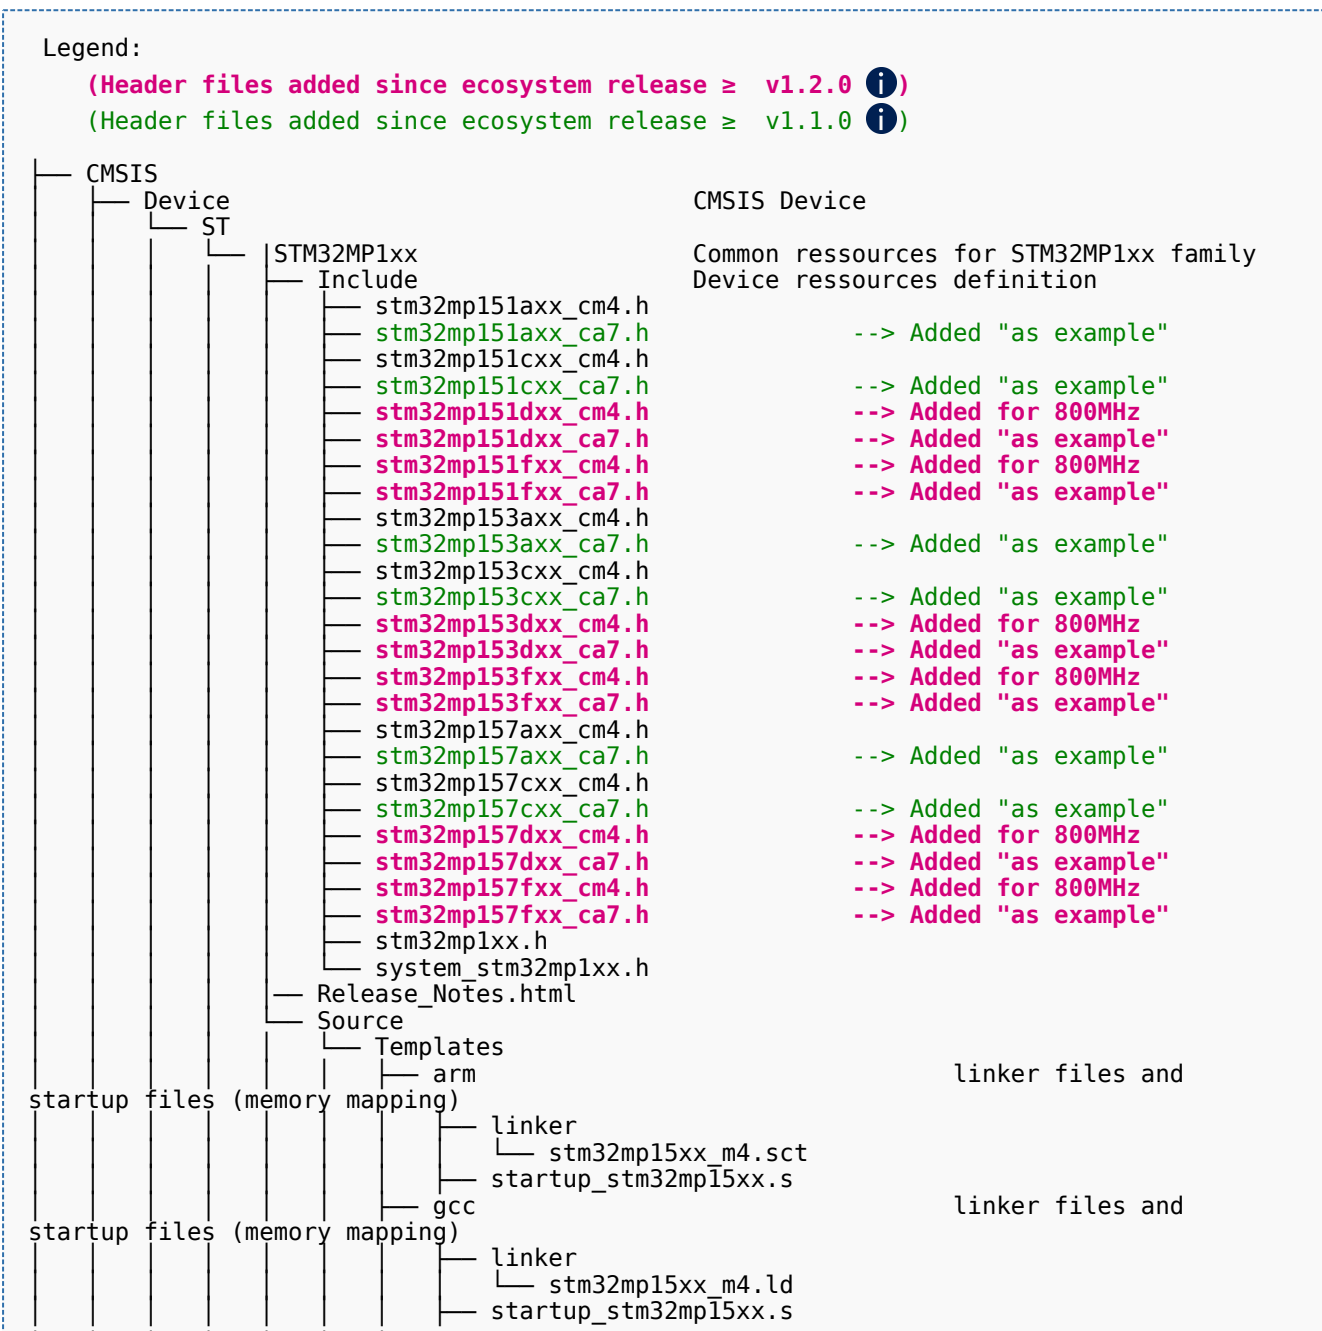 Legend:
(Header files added since ecosystem release ≥ v1.2.0 i)
(Header files added since ecosystem release ≥ v1.1.0 i)
├── CMSIS
│   ├── Device CMSIS Device
│   │   └── ST
│   │   │   └── |STM32MP1xx Common ressources for STM32MP1xx family
│   │   │   │   ├── Include Device ressources definition
│   │   │   │   │   ├── stm32mp151axx_cm4.h
│   │   │   │   │   ├── stm32mp151axx_ca7.h --> Added "as example"
│   │   │   │   │   ├── stm32mp151cxx_cm4.h
│   │   │   │   │   ├── stm32mp151cxx_ca7.h --> Added "as example"
│   │   │   │   │   ├── stm32mp151dxx_cm4.h --> Added for 800MHz
│   │   │   │   │   ├── stm32mp151dxx_ca7.h --> Added "as example"
│   │   │   │   │   ├── stm32mp151fxx_cm4.h --> Added for 800MHz
│   │   │   │   │   ├── stm32mp151fxx_ca7.h --> Added "as example"
│   │   │   │   │   ├── stm32mp153axx_cm4.h
│   │   │   │   │   ├── stm32mp153axx_ca7.h --> Added "as example"
│   │   │   │   │   ├── stm32mp153cxx_cm4.h
│   │   │   │   │   ├── stm32mp153cxx_ca7.h --> Added "as example"
│   │   │   │   │   ├── stm32mp153dxx_cm4.h --> Added for 800MHz
│   │   │   │   │   ├── stm32mp153dxx_ca7.h --> Added "as example"
│   │   │   │   │   ├── stm32mp153fxx_cm4.h --> Added for 800MHz
│   │   │   │   │   ├── stm32mp153fxx_ca7.h --> Added "as example"
│   │   │   │   │   ├── stm32mp157axx_cm4.h
│   │   │   │   │   ├── stm32mp157axx_ca7.h --> Added "as example"
│   │   │   │   │   ├── stm32mp157cxx_cm4.h
│   │   │   │   │   ├── stm32mp157cxx_ca7.h --> Added "as example"
│   │   │   │   │   ├── stm32mp157dxx_cm4.h --> Added for 800MHz
│   │   │   │   │   ├── stm32mp157dxx_ca7.h --> Added "as example"
│   │   │   │   │   ├── stm32mp157fxx_cm4.h --> Added for 800MHz
│   │   │   │   │   ├── stm32mp157fxx_ca7.h --> Added "as example"
│   │   │   │   │   ├── stm32mp1xx.h
│   │   │   │   │   └── system_stm32mp1xx.h
│   │   │   │   |── Release_Notes.html
│   │   │   │   └── Source
│   │   │   │   │   └── Templates
│   │   │   │   │   │   ├── arm linker files and
startup files (memory mapping)
│   │   │   │   │   │   │   ├── linker
│   │   │   │   │   │   │   │   └── stm32mp15xx_m4.sct
│   │   │   │   │   │   │   ├── startup_stm32mp15xx.s
│   │   │   │   │   │   ├── gcc linker files and
startup files (memory mapping)
│   │   │   │   │   │   │   ├── linker
│   │   │   │   │   │   │   │   └── stm32mp15xx_m4.ld
│   │   │   │   │   │   │   ├── startup_stm32mp15xx.s